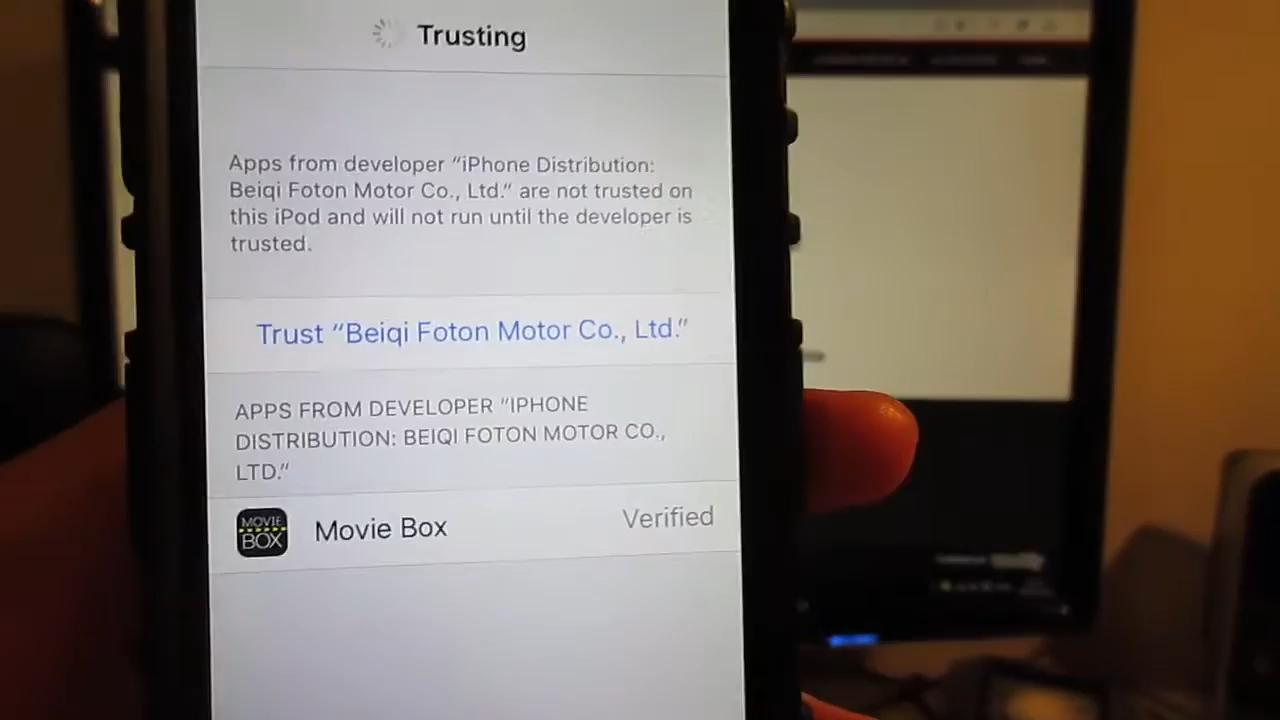 Trusting
Apps from developer “iPhone Distribution:
Beiqi Foton Motor Co., Ltd.” are not trusted on
this iPod and will not run until the developer is
trusted.
Trust “Beiqi Foton Motor Co., Ltd.”
APPS FROM DEVELOPER “IPHONE
DISTRIBUTION: BEIQI FOTON MOTOR CO.,
LTD.”
MOVIE
BOX
Movie Box
Verified